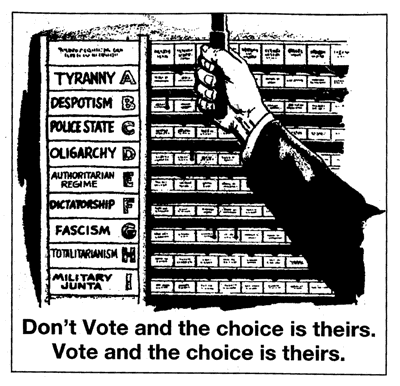 TYRANNY A
DESPOTISM B
POLICE STATE C
OLIGARCHY D
AUTHORITARIAN
REGIME E
DICTATORSHIP F
FASCISM G
TOTALITARIANISM H
MILITARY
JUNTA I
Don't Vote and the choice is theirs.
Vote and the choice is theirs.